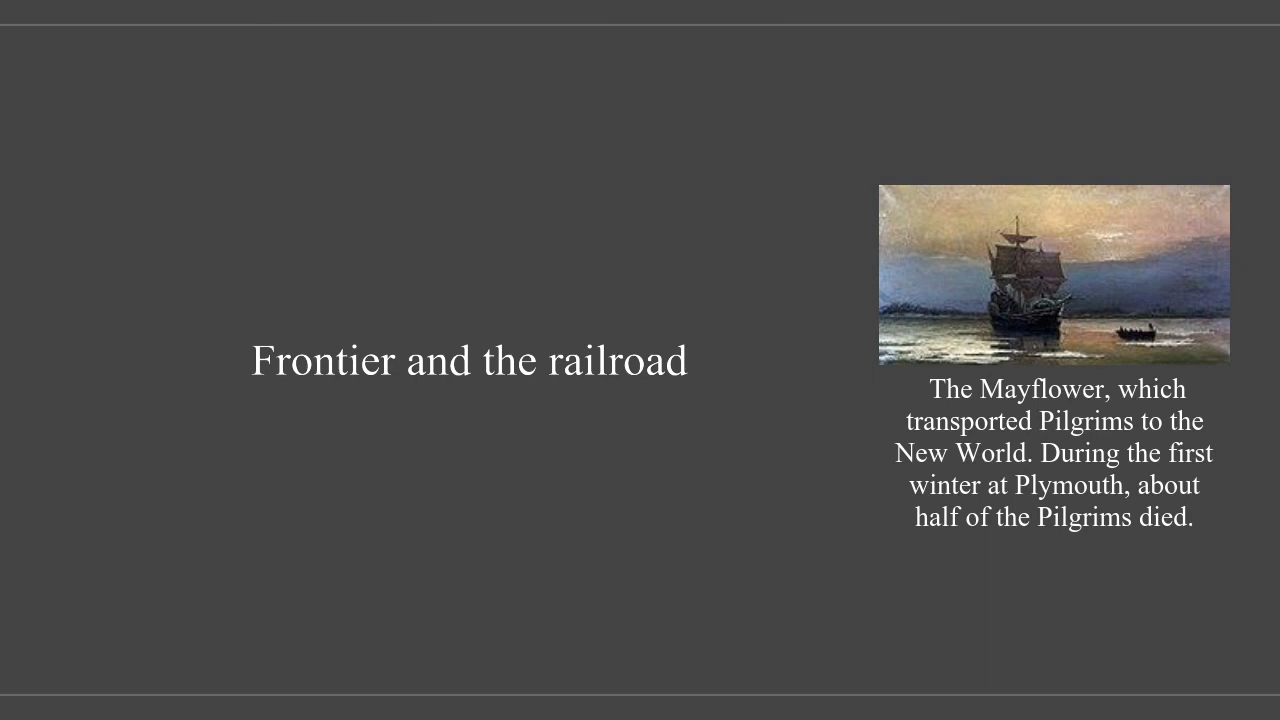 Frontier and the railroad
The Mayflower, which
transported Pilgrims to the
New World. During the first
winter at Plymouth, about
half of the Pilgrims died.